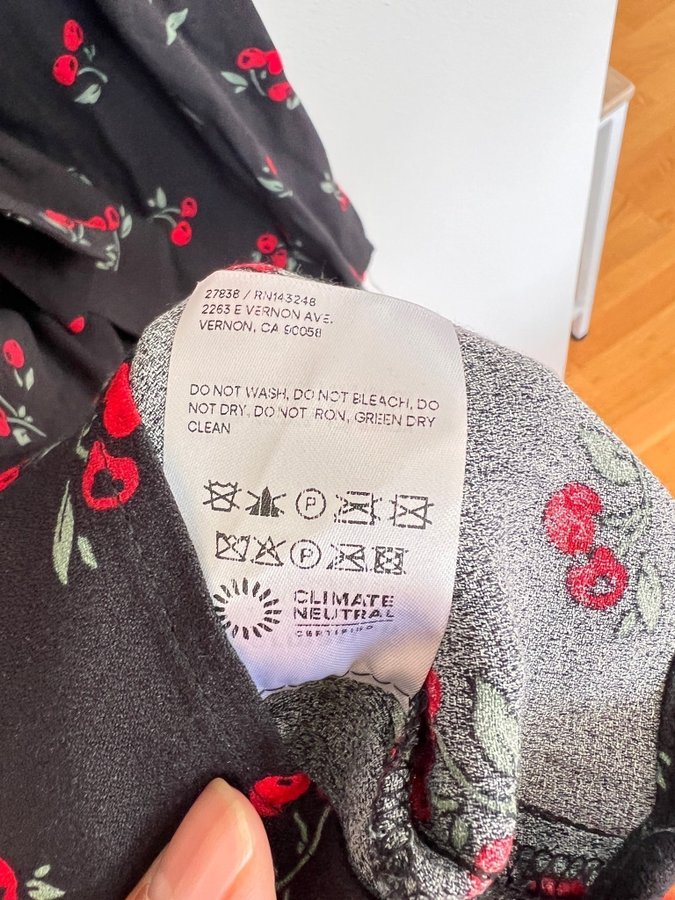 27838 / RN143248
2263 E VERNON AVE.
VERNON, CA 90058
DO NOT WASH, DO NOT BLEACH, DO
NOT DRY, DO NOT IRON, GREEN DRY
CLEAN
P
P
CLIMATE
NEUTRAL
CERTIFIED